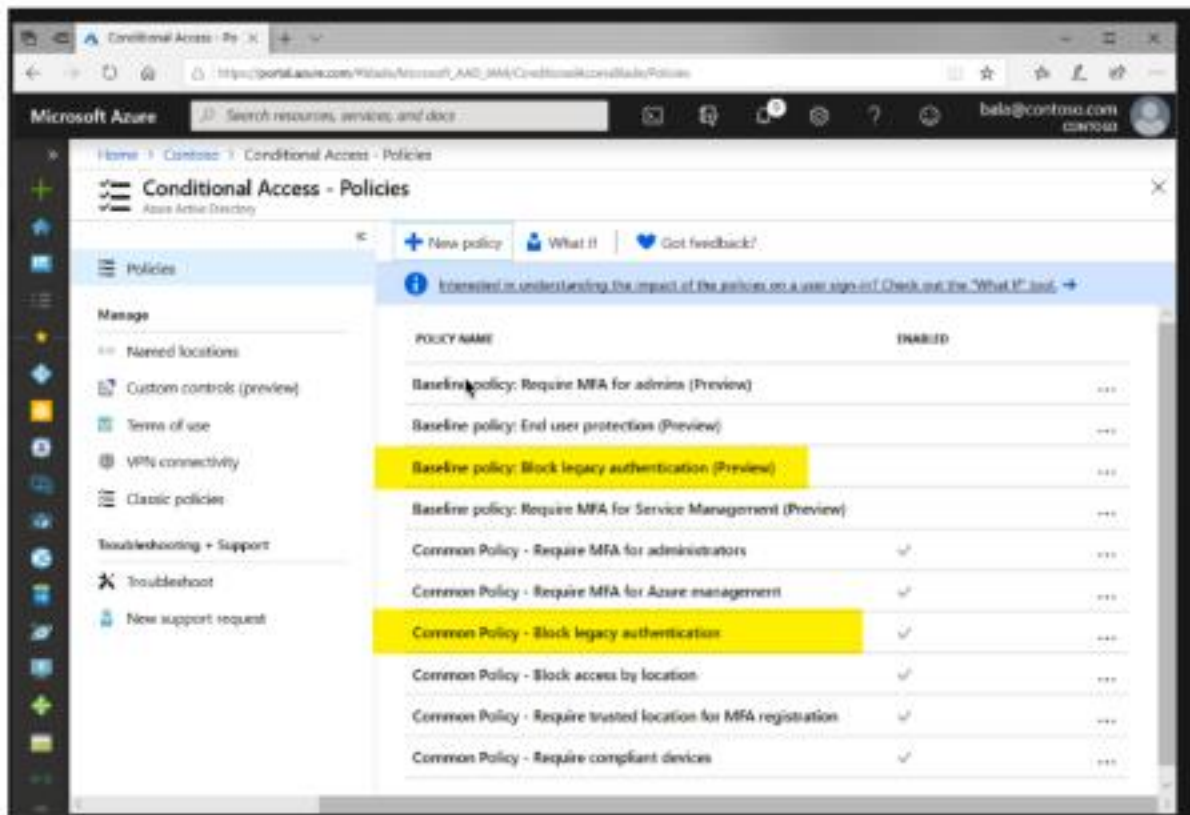 Conditional Access - Po
Microsoft Azure
Search resources, services, and docs
5
bala@contoso.com
CONTOSO
Home > Contoso > Conditional Access - Policies
Conditional Access - Policies
Azure Active Directory
Policies
Manage
Named locations
Custom controls (preview)
Terms of use
VPN connectivity
Classic policies
Troubleshooting + Support
Troubleshoot
New support request
New policy What If Got feedback?
Interested in understanding the impact of the policies on a user sign-in? Check out the "What If" tool.
POLICY NAME ENABLED
Baseline policy: Require MFA for admins (Preview)
Baseline policy: End user protection (Preview)
Baseline policy: Block legacy authentication (Preview)
Baseline policy: Require MFA for Service Management (Preview)
Common Policy - Require MFA for administrators
Common Policy - Require MFA for Azure management
Common Policy - Block legacy authentication
Common Policy - Block access by location
Common Policy - Require trusted location for MFA registration
Common Policy - Require compliant devices